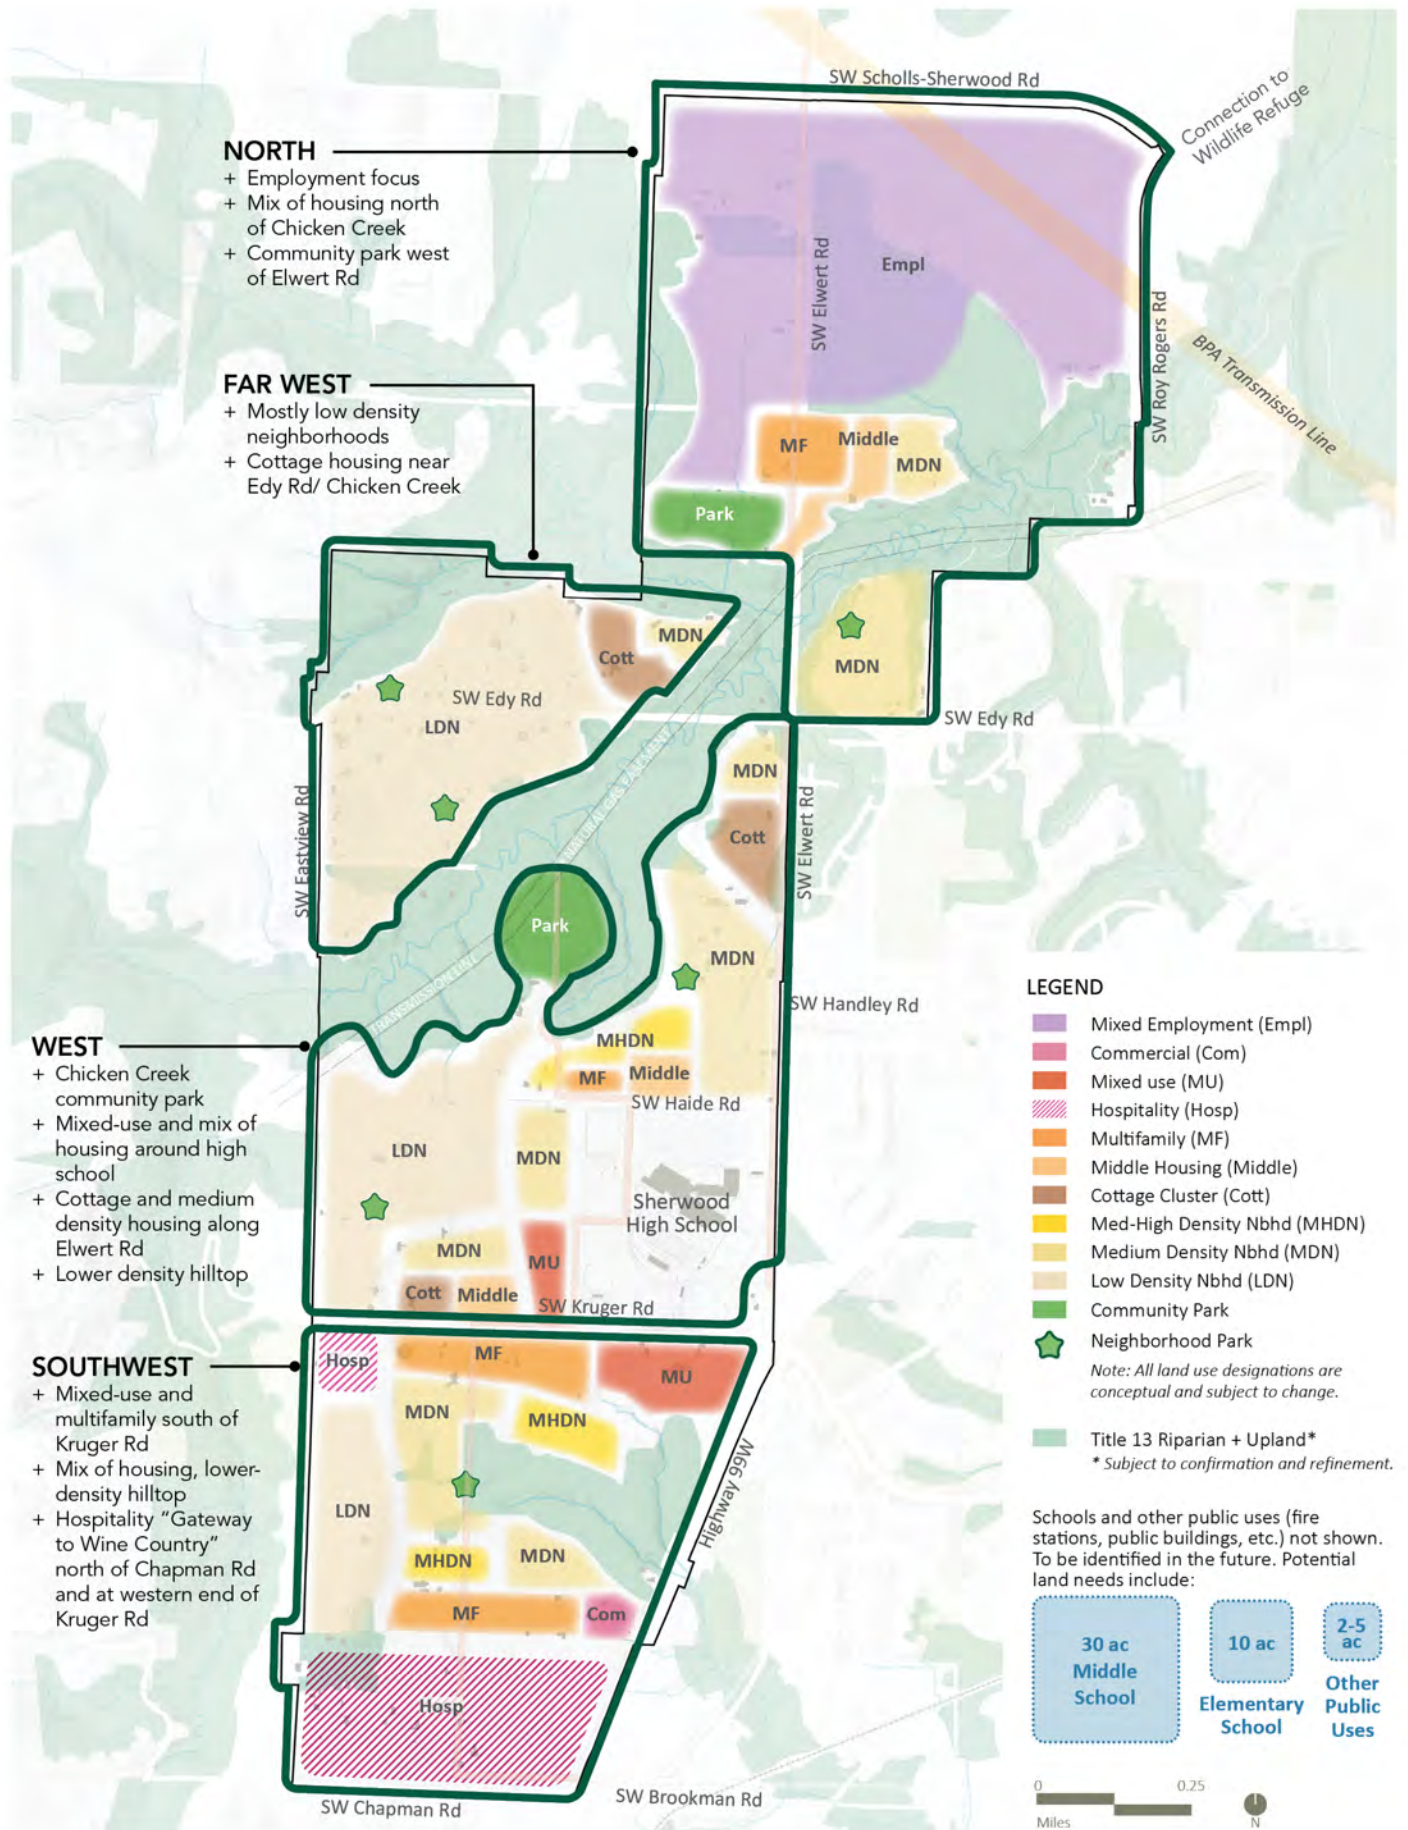 SW Scholls-Sherwood Rd
Connection to
Wildlife Refuge
NORTH
+ Employment focus
+ Mix of housing north
of Chicken Creek
+ Community park west
of Elwert Rd
SW Elwert Rd
Empl
SW Roy Rogers Rd
BPA Transmission Line
FAR WEST
+ Mostly low density
neighborhoods
+ Cottage housing near
Edy Rd/ Chicken Creek
MF
Middle
MDN
Park
MDN
Cott
MDN
SW Edy Rd
LDN
SW Edy Rd
NATURAL GAS EASEMENT
MDN
Cott
SW Eastview Rd
SW Elwert Rd
Park
MDN
TRANSMISSION LINE
SW Handley Rd
WEST
+ Chicken Creek
community park
+ Mixed-use and mix of
housing around high
school
+ Cottage and medium
density housing along
Elwert Rd
+ Lower density hilltop
MHDN
MF
Middle
SW Haide Rd
LDN
MDN
Sherwood
High School
MDN
MU
Cott
Middle
SW Kruger Rd
SOUTHWEST
+ Mixed-use and
multifamily south of
Kruger Rd
+ Mix of housing, lower-
density hilltop
+ Hospitality “Gateway
to Wine Country”
north of Chapman Rd
and at western end of
Kruger Rd
Hosp
MF
MU
MDN
MHDN
LDN
Highway 99W
MHDN
MDN
MF
Com
Hosp
SW Chapman Rd
SW Brookman Rd
LEGEND
Mixed Employment (Empl)
Commercial (Com)
Mixed use (MU)
Hospitality (Hosp)
Multifamily (MF)
Middle Housing (Middle)
Cottage Cluster (Cott)
Med-High Density Nbhd (MHDN)
Medium Density Nbhd (MDN)
Low Density Nbhd (LDN)
Community Park
Neighborhood Park
Note: All land use designations are
conceptual and subject to change.
Title 13 Riparian + Upland*
* Subject to confirmation and refinement.
Schools and other public uses (fire
stations, public buildings, etc.) not shown.
To be identified in the future. Potential
land needs include:
30 ac
Middle
School
10 ac
Elementary
School
2-5
ac
Other
Public
Uses
0 0.25
Miles
N